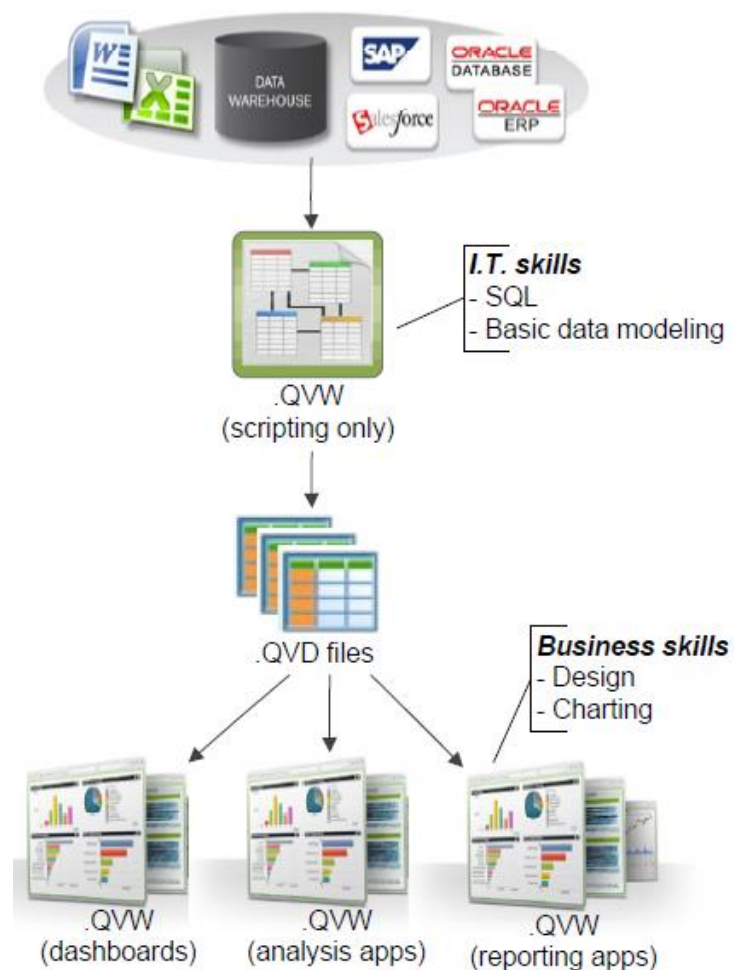 W
X
DATA
WAREHOUSE
SAP
ORACLE
DATABASE
salesforce
ORACLE
ERP
I.T. skills
- SQL
- Basic data modeling
.QVW
(scripting only)
.QVD files
Business skills
- Design
- Charting
.QVW
(dashboards)
.QVW
(analysis apps)
.QVW
(reporting apps)